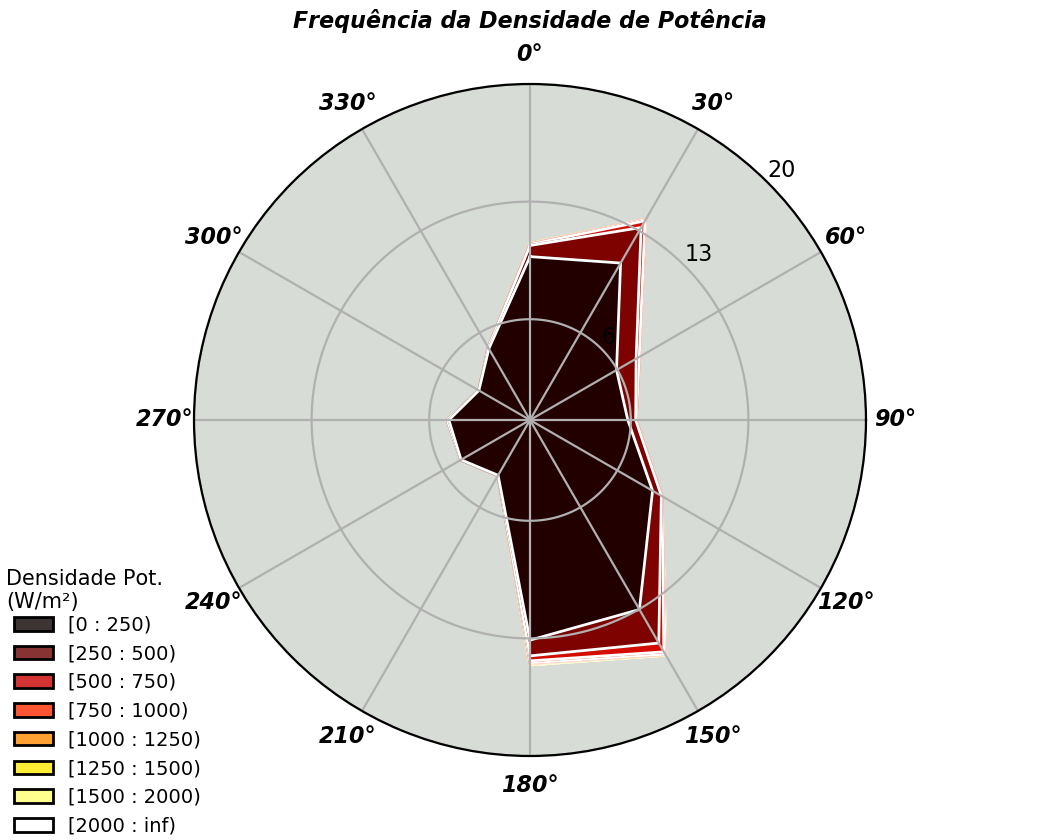 Frequência da Densidade de Potência
0°
330°
30°
20
300°
60°
13
6
270°
90°
240°
120°
210°
150°
180°
Densidade Pot.
(W/m²)
[0 : 250)
[250 : 500)
[500 : 750)
[750 : 1000)
[1000 : 1250)
[1250 : 1500)
[1500 : 2000)
[2000 : inf)